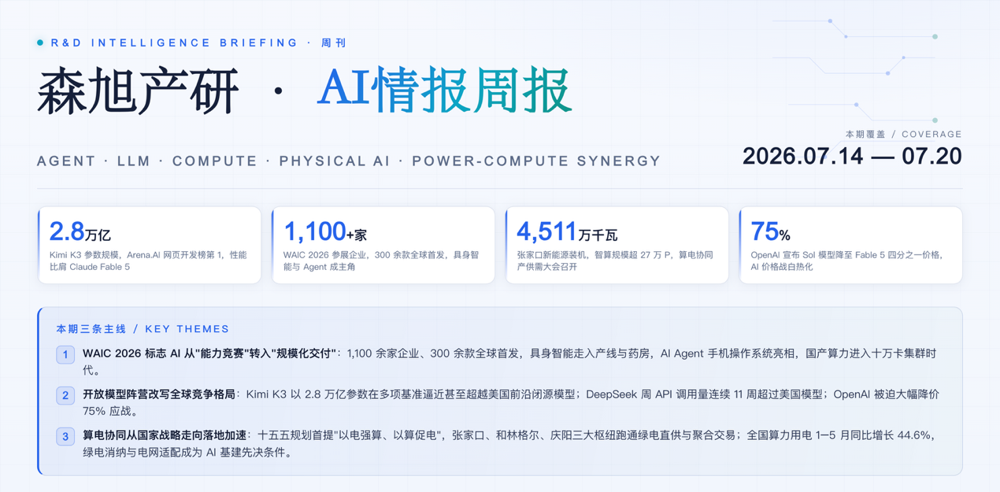 R&D INTELLIGENCE BRIEFING · 周刊
森旭产研 · AI情报周报
本期覆盖 / COVERAGE
AGENT · LLM · COMPUTE · PHYSICAL AI · POWER-COMPUTE SYNERGY
2026.07.14 — 07.20
2.8万亿
Kimi K3 参数规模，Arena.AI 网页开发榜第 1，性能
比肩 Claude Fable 5
1,100+家
WAIC 2026 参展企业，300 余款全球首发，具身智
能与 Agent 成主角
4,511万千瓦
张家口新能源装机，智算规模超 27 万 P，算电协同
产供需大会召开
75%
OpenAI 宣布 Sol 模型降至 Fable 5 四分之一价格，
AI 价格战白热化
本期三条主线 / KEY THEMES
1 WAIC 2026 标志 AI 从"能力竞赛"转入"规模化交付"：1,100 余家企业、300 余款全球首发，具身智能走入产线与药房，AI Agent 手机操作系统亮相，国产算力进入十万卡集群时
代。
2 开放模型阵营改写全球竞争格局：Kimi K3 以 2.8 万亿参数在多项基准逼近甚至超越美国前沿闭源模型；DeepSeek 周 API 调用量连续 11 周超过美国模型；OpenAI 被迫大幅降价
75% 应战。
3 算电协同从国家战略走向落地加速：十五五规划首提"以电强算、以算促电"，张家口、和林格尔、庆阳三大枢纽跑通绿电直供与聚合交易；全国算力用电 1—5 月同比增长 44.6%，
绿电消纳与电网适配成为 AI 基建先决条件。